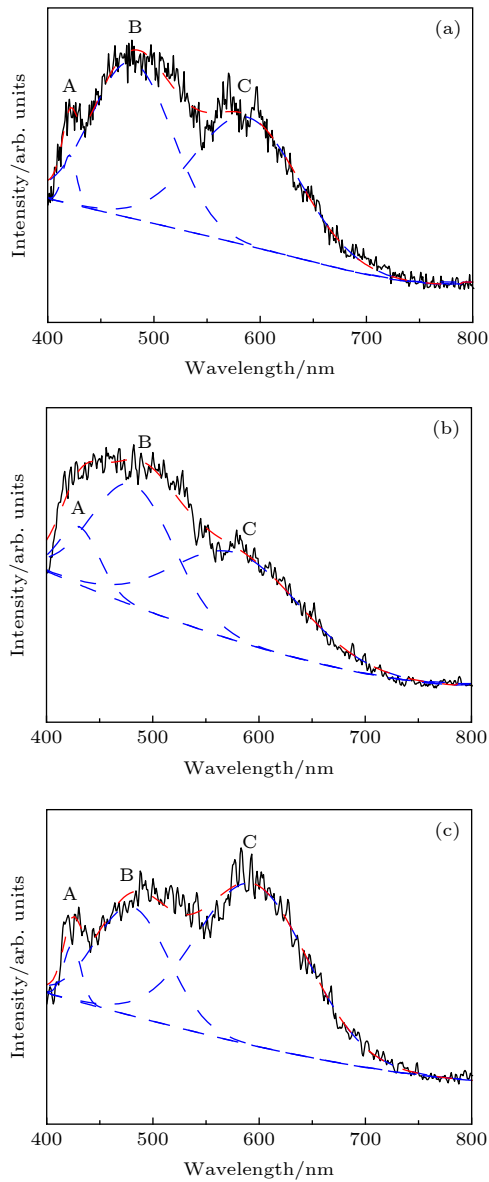 (a)
B
A
C
Intensity/arb. units
400 500 600 700 800
Wavelength/nm
(b)
B
A
C
Intensity/arb. units
400 500 600 700 800
Wavelength/nm
(c)
C
B
A
Intensity/arb. units
400 500 600 700 800
Wavelength/nm